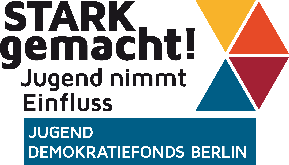 STARK
gemacht!
Jugend nimmt
Einfluss
JUGEND
DEMOKRATIEFONDS BERLIN